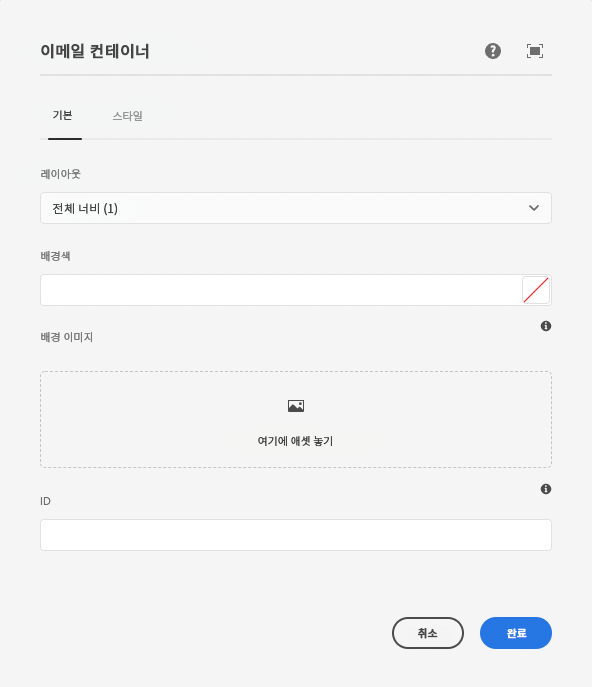 이메일 컨테이너
기본
스타일
레이아웃
전체 너비 (1)
배경색
배경 이미지
여기에 애셋 놓기
ID
취소
완료